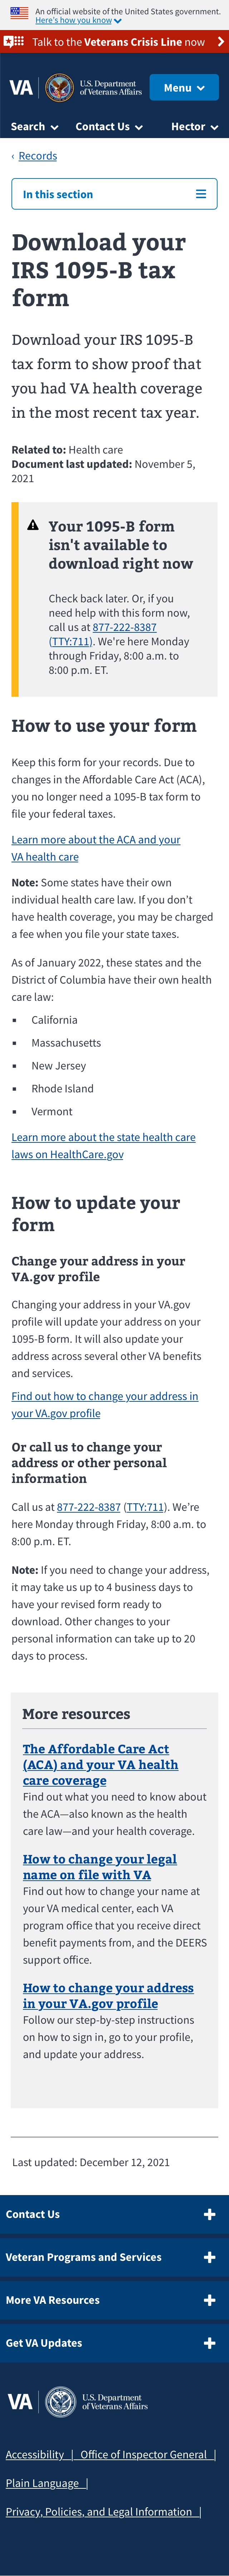 An official website of the United States government.
Here's how you know
Talk to the Veterans Crisis Line now
VA
U.S. Department
of Veterans Affairs
Menu
Search
Contact Us
Hector
‹ Records
In this section
Download your
IRS 1095-B tax
form
Download your IRS 1095-B
tax form to show proof that
you had VA health coverage
in the most recent tax year.
Related to: Health care
Document last updated: November 5,
2021
Your 1095-B form
isn't available to
download right now
Check back later. Or, if you
need help with this form now,
call us at 877-222-8387
(TTY:711). We're here Monday
through Friday, 8:00 a.m. to
8:00 p.m. ET.
How to use your form
Keep this form for your records. Due to
changes in the Affordable Care Act (ACA),
you no longer need a 1095-B tax form to
file your federal taxes.
Learn more about the ACA and your
VA health care
Note: Some states have their own
individual health care law. If you don't
have health coverage, you may be charged
a fee when you file your state taxes.
As of January 2022, these states and the
District of Columbia have their own health
care law:
▪ California
▪ Massachusetts
▪ New Jersey
▪ Rhode Island
▪ Vermont
Learn more about the state health care
laws on HealthCare.gov
How to update your
form
Change your address in your
VA.gov profile
Changing your address in your VA.gov
profile will update your address on your
1095-B form. It will also update your
address across several other VA benefits
and services.
Find out how to change your address in
your VA.gov profile
Or call us to change your
address or other personal
information
Call us at 877-222-8387 (TTY:711). We're
here Monday through Friday, 8:00 a.m. to
8:00 p.m. ET.
Note: If you need to change your address,
it may take us up to 4 business days to
have your revised form ready to
download. Other changes to your
personal information can take up to 20
days to process.
More resources
The Affordable Care Act
(ACA) and your VA health
care coverage
Find out what you need to know about
the ACA—also known as the health
care law—and your health coverage.
How to change your legal
name on file with VA
Find out how to change your name at
your VA medical center, each VA
program office that you receive direct
benefit payments from, and the DEERS
support office.
How to change your address
in your VA.gov profile
Follow our step-by-step instructions
on how to sign in, go to your profile,
and update your address.
Last updated: December 12, 2021
Contact Us
Veteran Programs and Services
More VA Resources
Get VA Updates
VA
U.S. Department
of Veterans Affairs
Accessibility | Office of Inspector General |
Plain Language |
Privacy, Policies, and Legal Information |